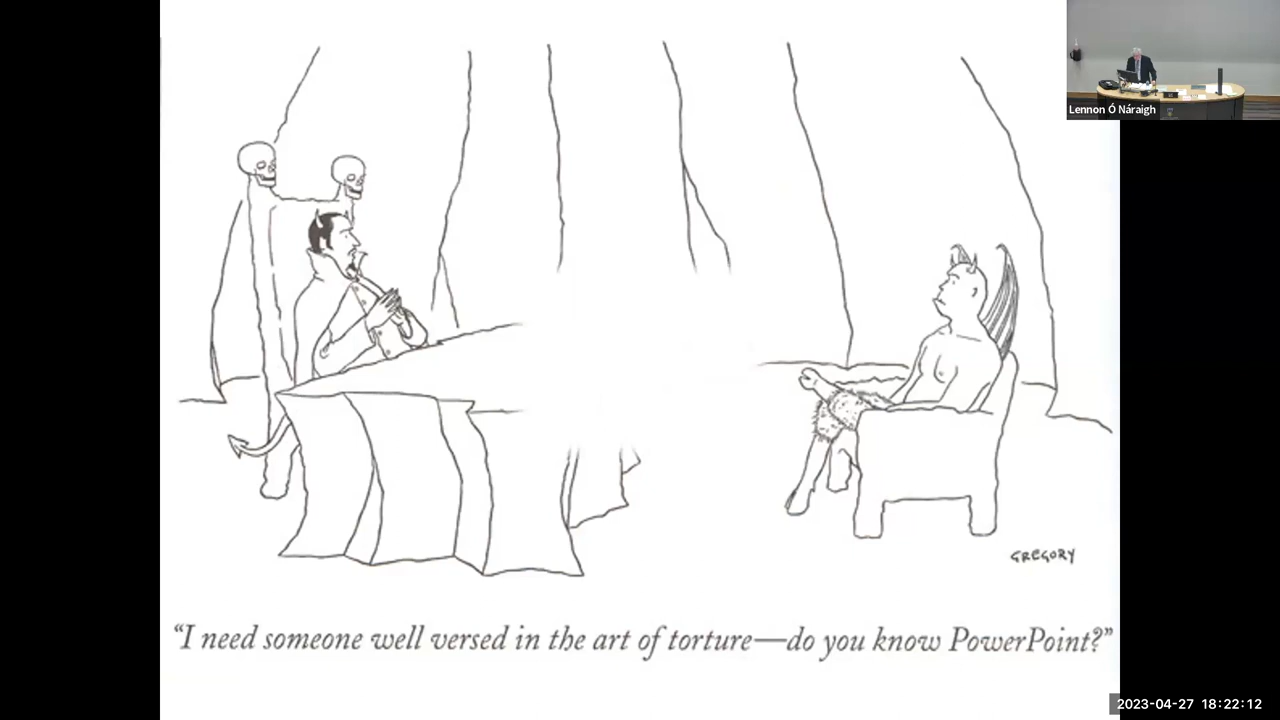 Lennon Ó Náraigh
GREGORY
“I need someone well versed in the art of torture—do you know PowerPoint?”
2023-04-27 18:22:12